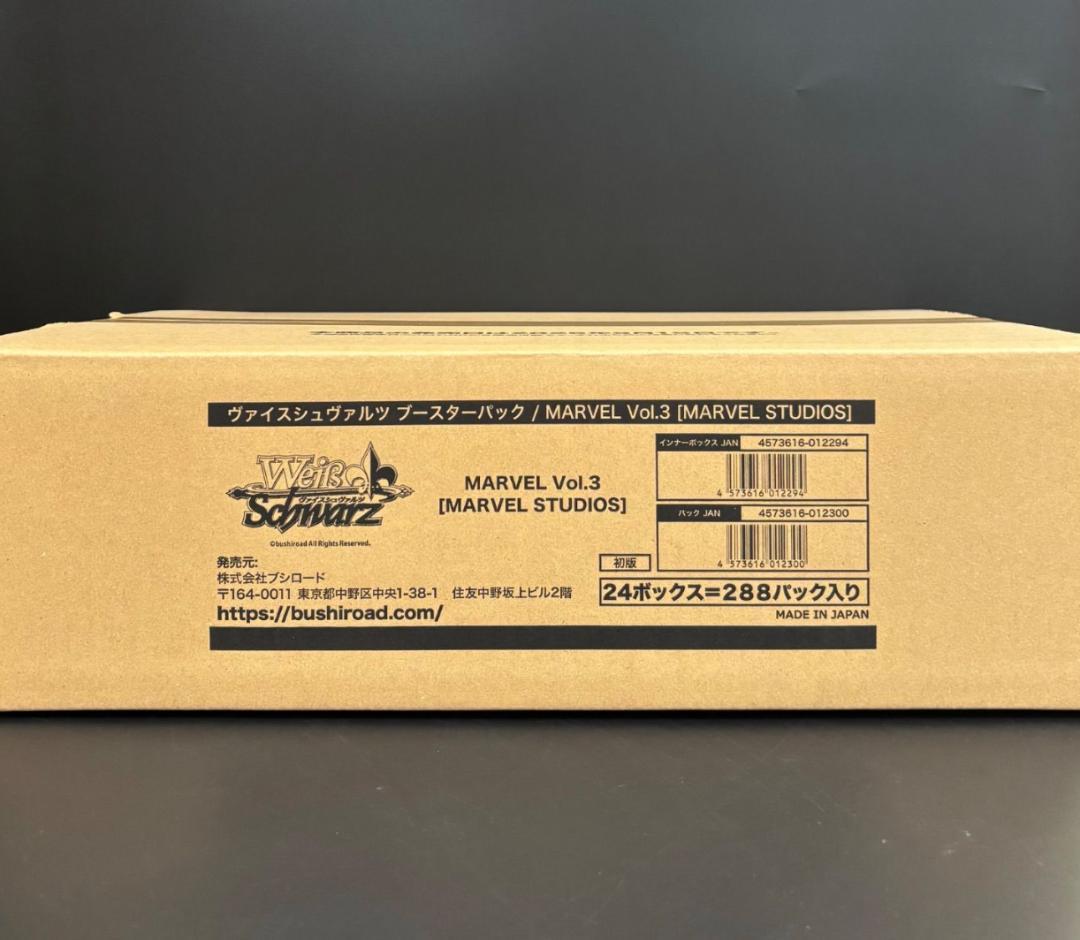 ヴァイスシュヴァルツ ブースターパック / MARVEL Vol.3 [MARVEL STUDIOS]
Weiß
ヴァイスシュヴァルツ
Schwarz
©bushiroad All Rights Reserved.
MARVEL Vol.3
[MARVEL STUDIOS]
インナーボックス JAN 4573616-012294
4 573616 012294
パック JAN 4573616-012300
4 573616 012300
発売元:
株式会社ブシロード
〒164-0011 東京都中野区中央1-38-1 住友中野坂上ビル2階
https://bushiroad.com/
初版
24ボックス=288パック入り
MADE IN JAPAN